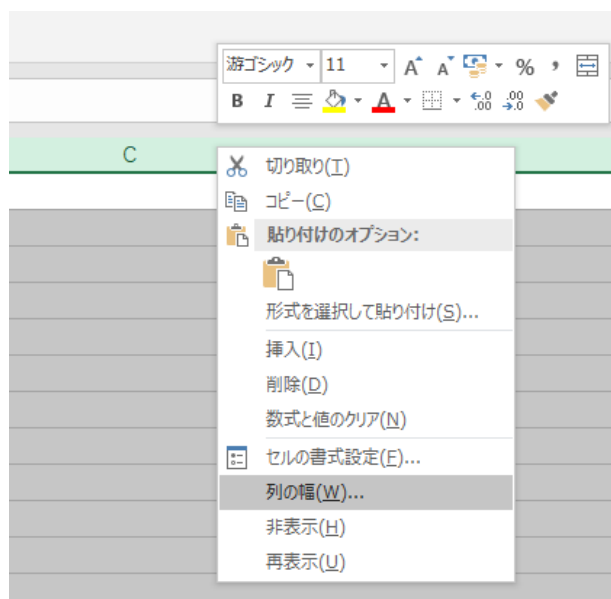 游ゴシック 11 A A % ,
B I A .00 .00
C
切り取り(T)
コピー(C)
貼り付けのオプション:
形式を選択して貼り付け(S)...
挿入(I)
削除(D)
数式と値のクリア(N)
セルの書式設定(F)...
列の幅(W)...
非表示(H)
再表示(U)